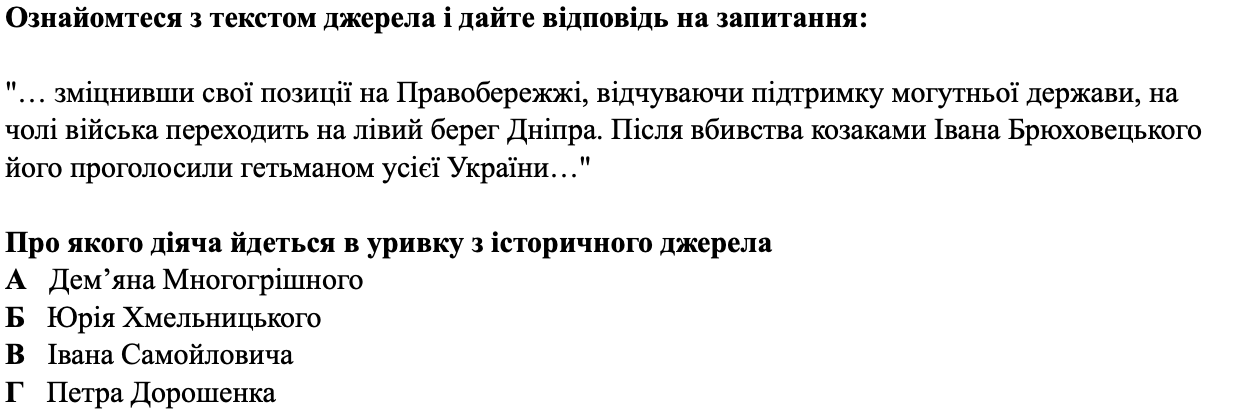 Ознайомтеся з текстом джерела і дайте відповідь на запитання:
"… зміцнивши свої позиції на Правобережжі, відчуваючи підтримку могутньої держави, на
чолі війська переходить на лівий берег Дніпра. Після вбивства козаками Івана Брюховецького
його проголосили гетьманом усієї України…"
Про якого діяча йдеться в уривку з історичного джерела
А Дем’яна Многогрішного
Б Юрія Хмельницького
В Івана Самойловича
Г Петра Дорошенка